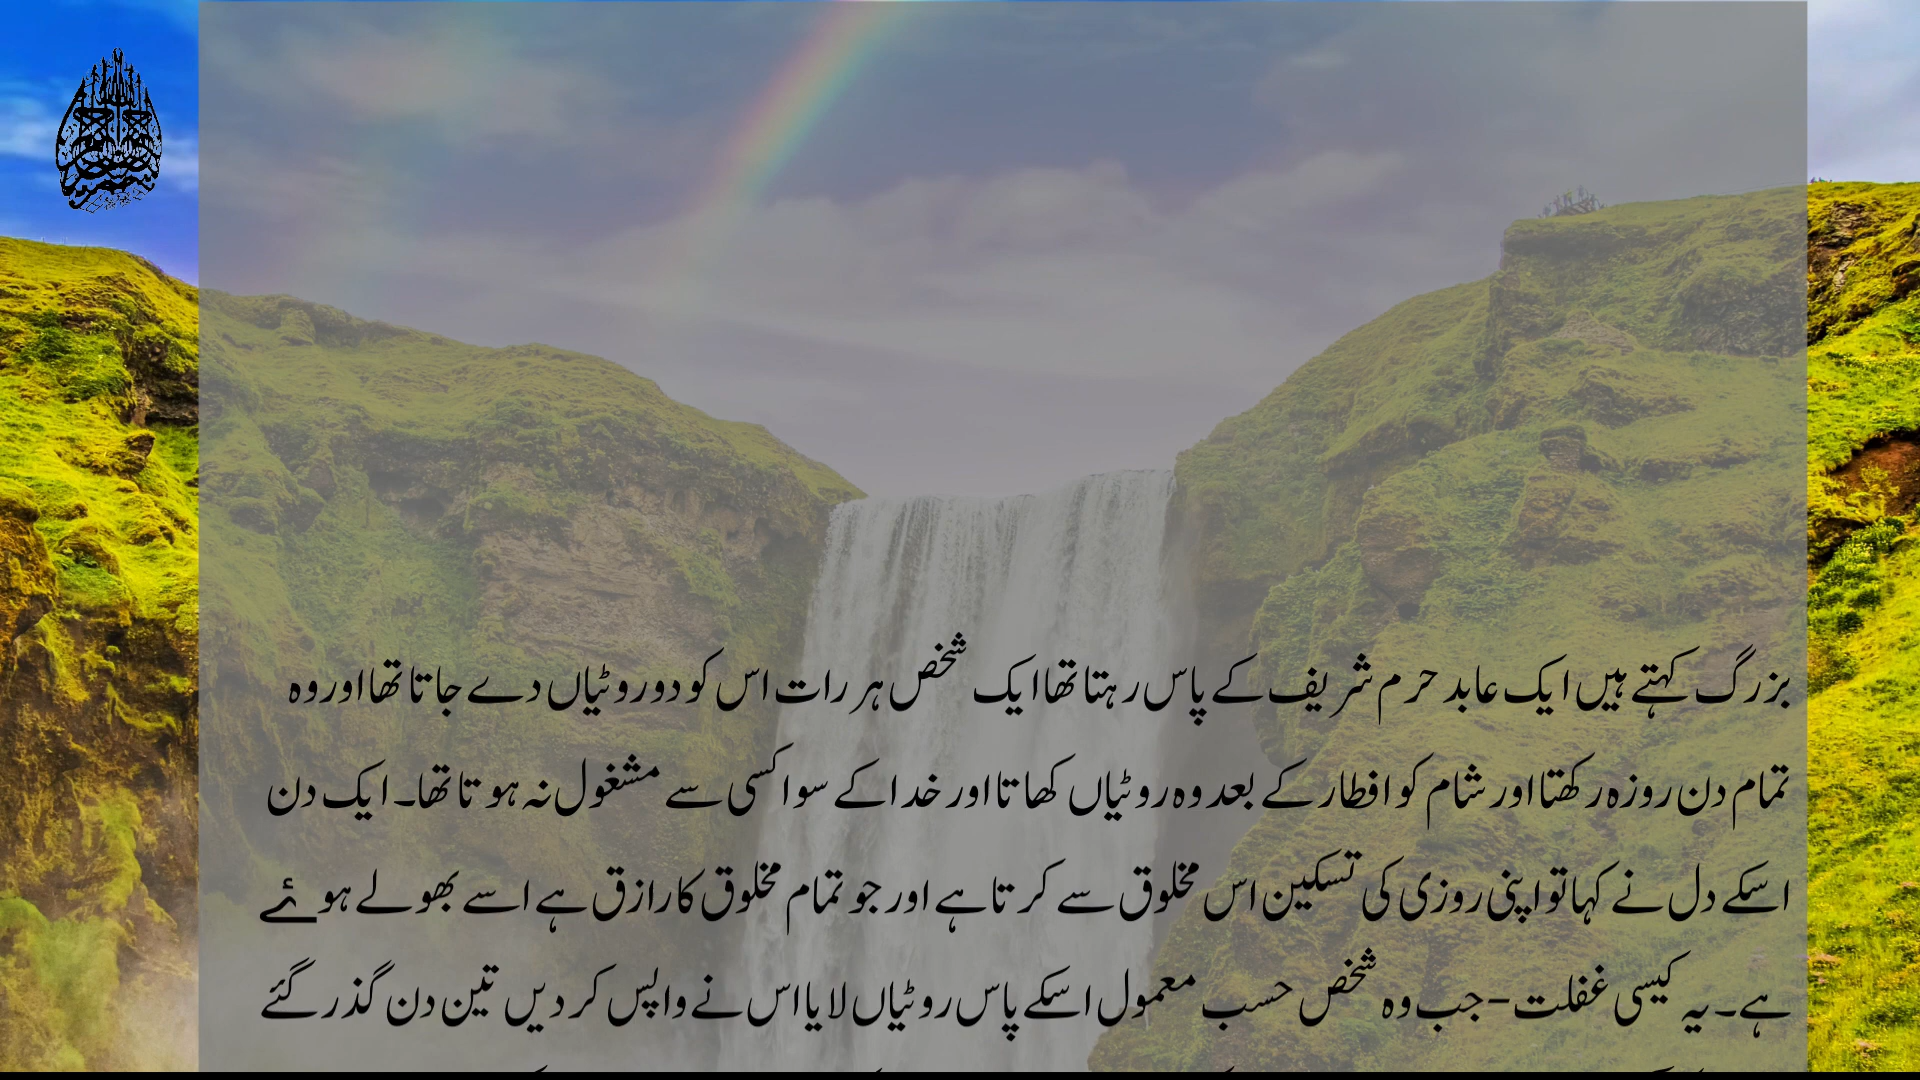 بزرگ کہتے ہیں ایک عابد حرم شریف کے پاس رہتا تھا ایک شخص ہر رات اس کو دو روٹیاں دے جاتا تھا اور وہ
تمام دن روزہ رکھتا اور شام کو افطار کے بعد وہ روٹیاں کھاتا اور خدا کے سوا کسی سے مشغول نہ ہوتا تھا۔ ایک دن
اسکے دل نے کہا تو اپنی روزی کی تسکین اس مخلوق سے کرتا ہے اور جو تمام مخلوق کا رازق ہے اسے بھولے ہوئے
ہے۔ یہ کیسی غفلت - جب وہ شخص حسب معمول اسکے پاس روٹیاں لایا اس نے واپس کر دیں تین دن گذر گئے